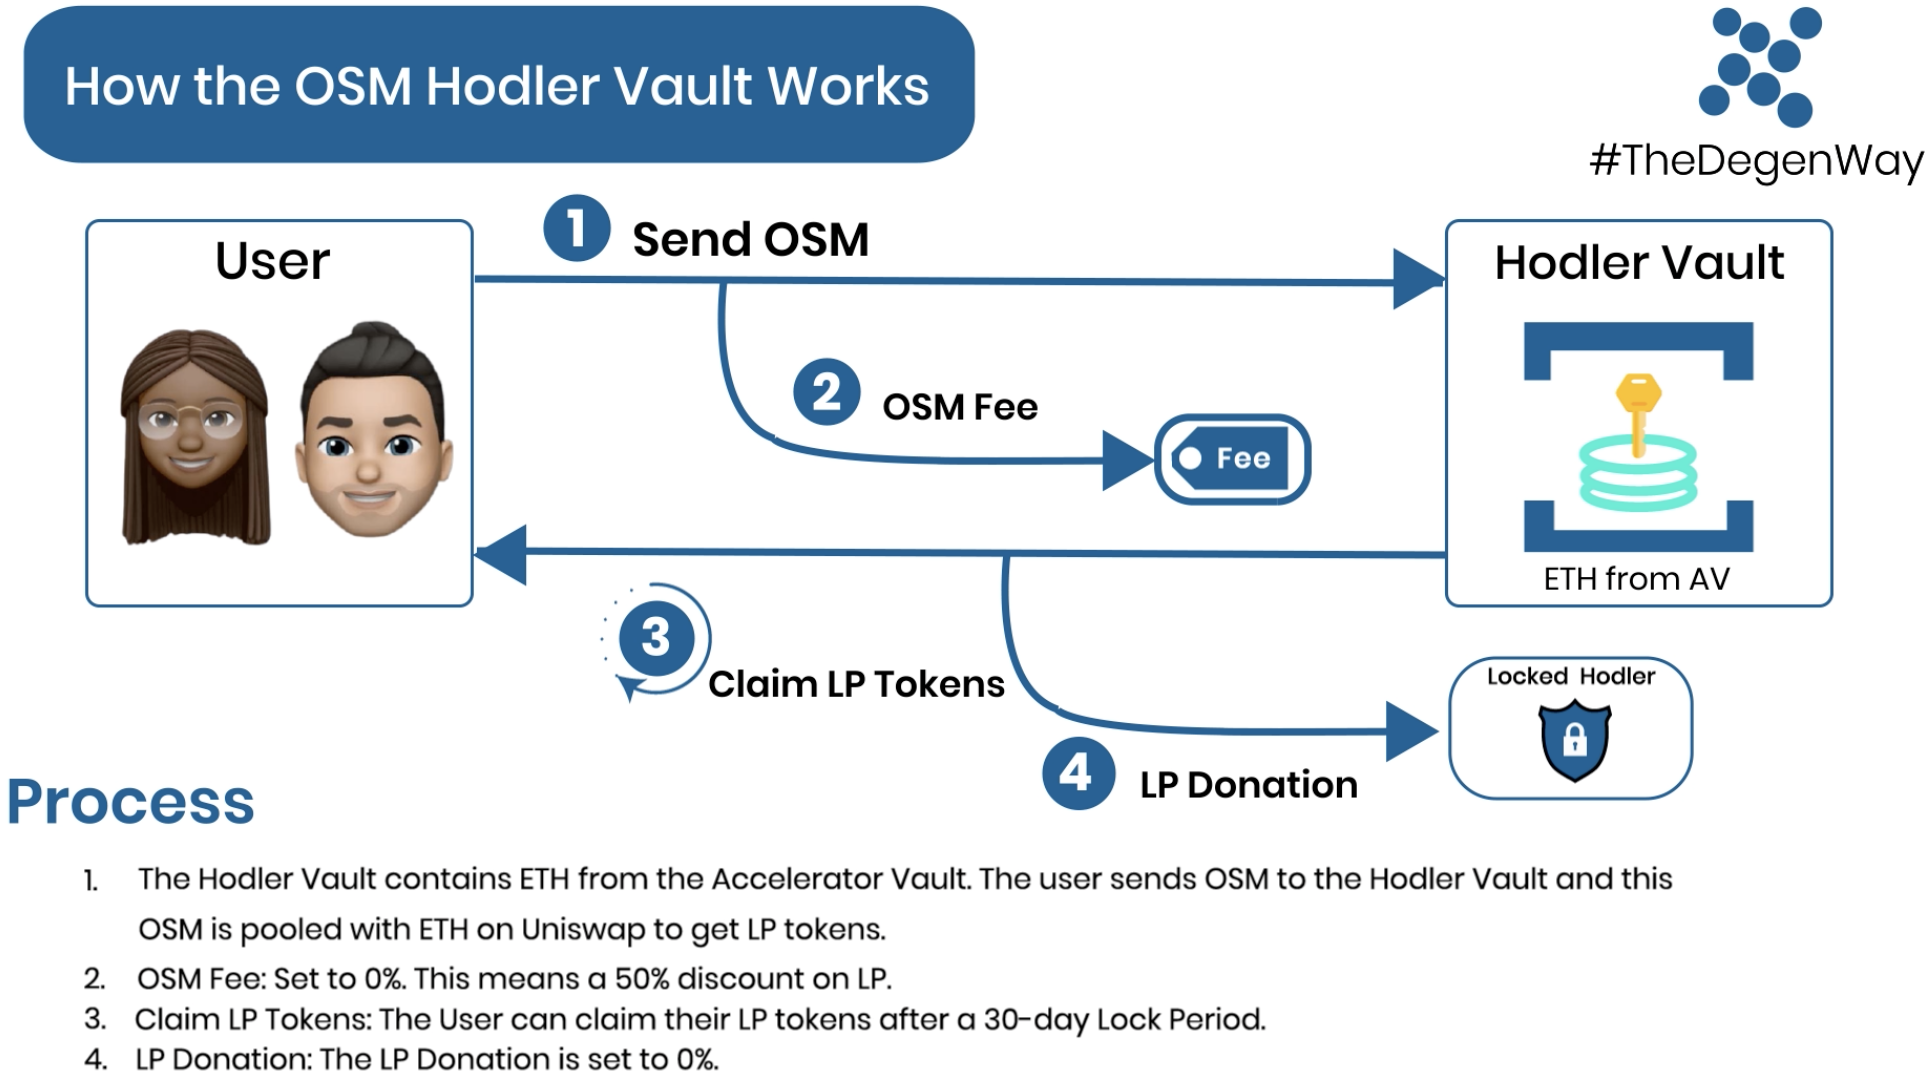 How the OSM Hodler Vault Works
#TheDegenWay
User
1 Send OSM
Hodler Vault
2 OSM Fee
Fee
ETH from AV
3 Claim LP Tokens
Locked Hodler
4 LP Donation
Process
1. The Hodler Vault contains ETH from the Accelerator Vault. The user sends OSM to the Hodler Vault and this
OSM is pooled with ETH on Uniswap to get LP tokens.
2. OSM Fee: Set to 0%. This means a 50% discount on LP.
3. Claim LP Tokens: The User can claim their LP tokens after a 30-day Lock Period.
4. LP Donation: The LP Donation is set to 0%.